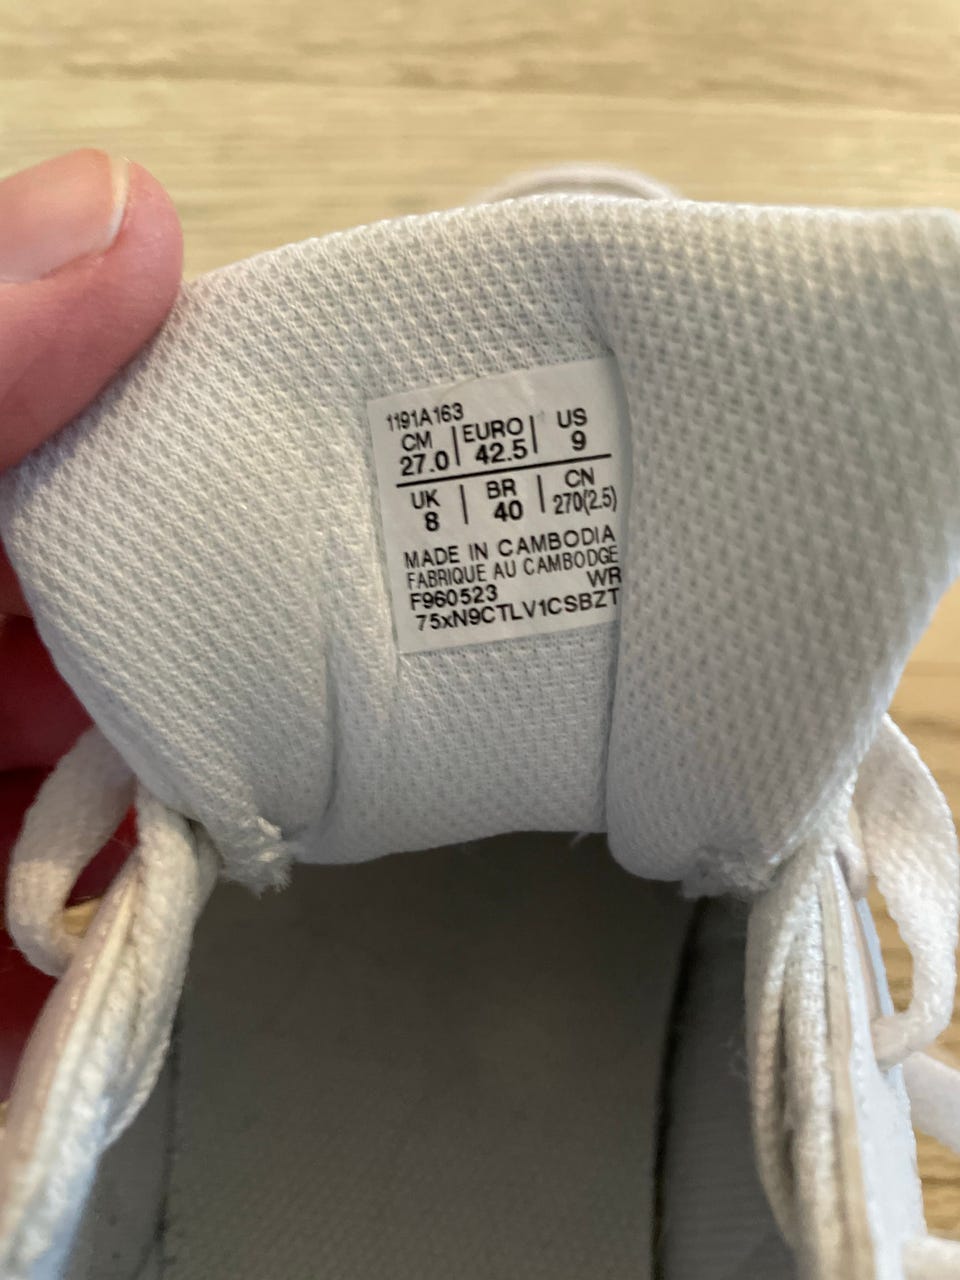 1191A163
CM | EURO | US
27.0 | 42.5 | 9
UK | BR | CN
8 | 40 | 270(2.5)
MADE IN CAMBODIA
FABRIQUE AU CAMBODGE
F960523 WR
75xN9CTLV1CSBZT